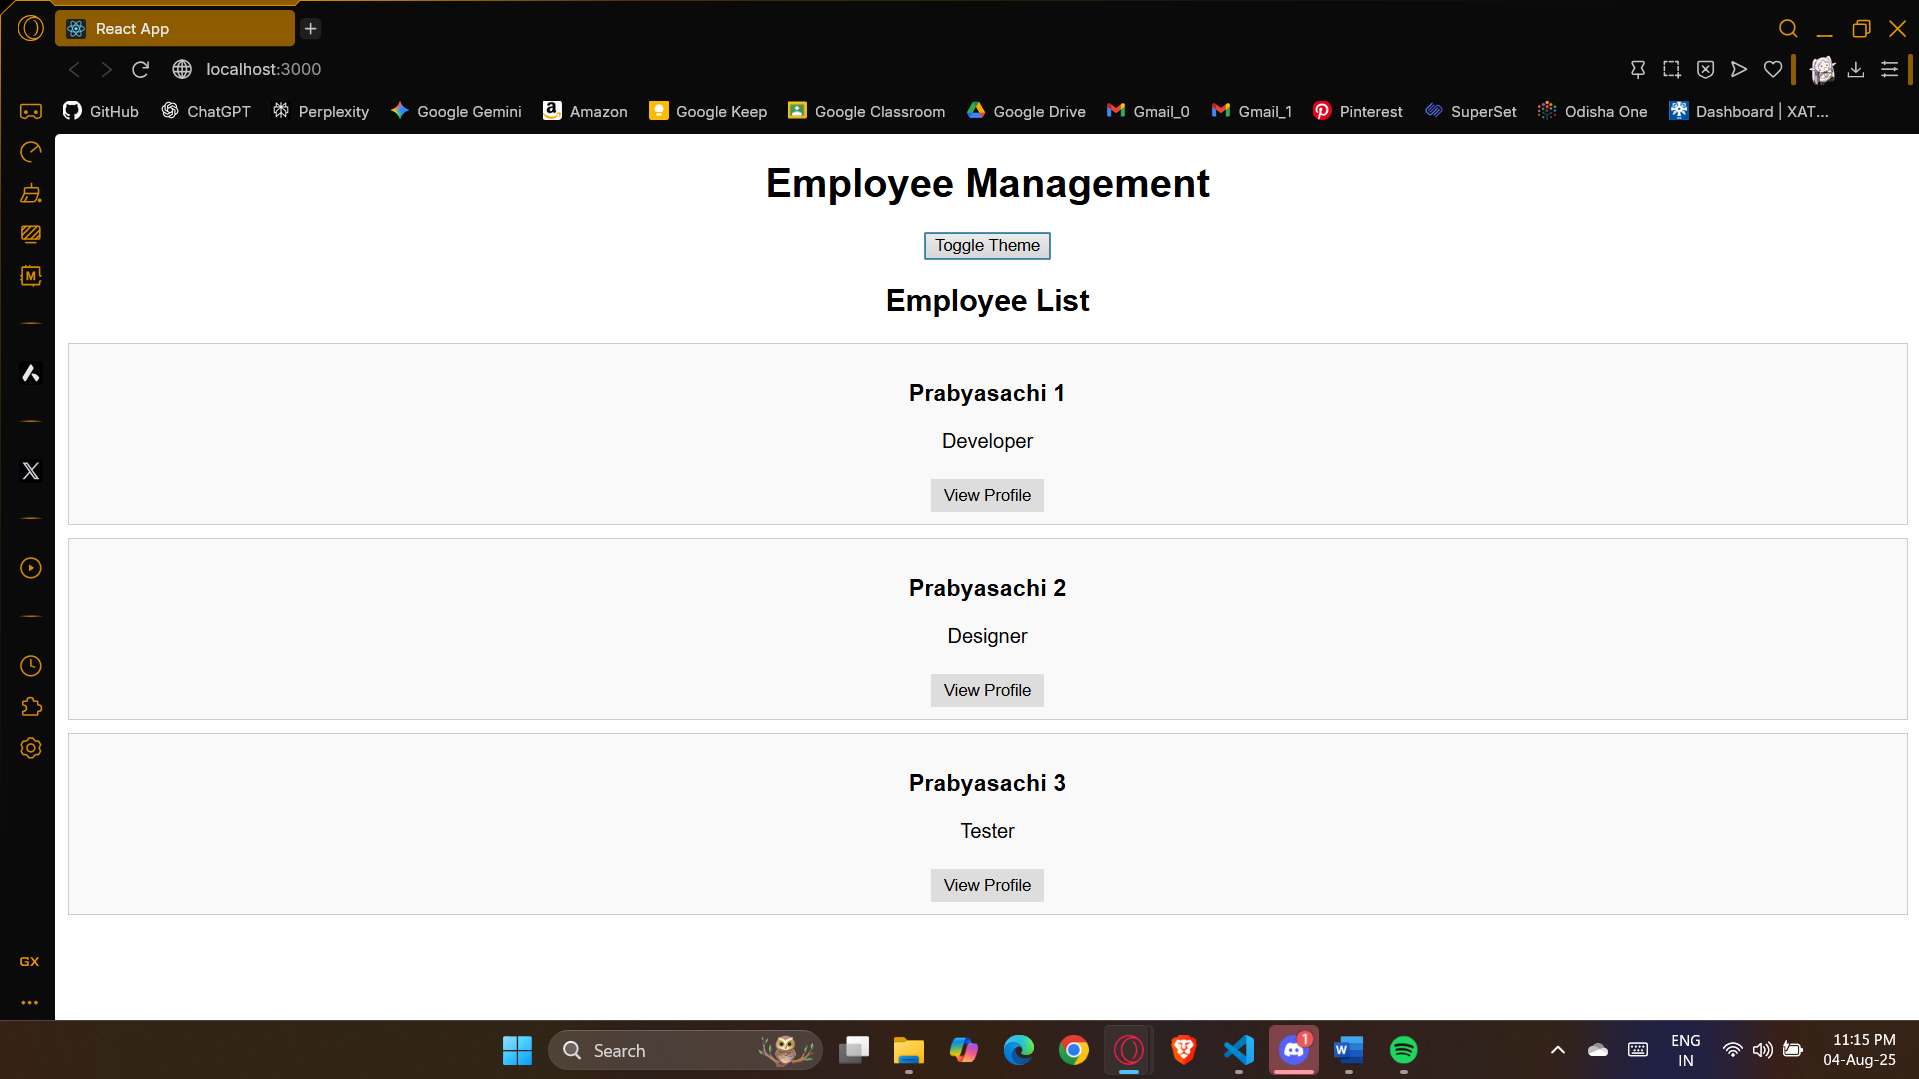 React App
localhost:3000
GitHub ChatGPT Perplexity Google Gemini Amazon Google Keep Google Classroom Google Drive Gmail_0 Gmail_1 Pinterest SuperSet Odisha One Dashboard | XAT...
Employee Management
Toggle Theme
Employee List
Prabyasachi 1
Developer
View Profile
Prabyasachi 2
Designer
View Profile
Prabyasachi 3
Tester
View Profile
M
GX
Search
1
W
ENG
IN
11:15 PM
04-Aug-25